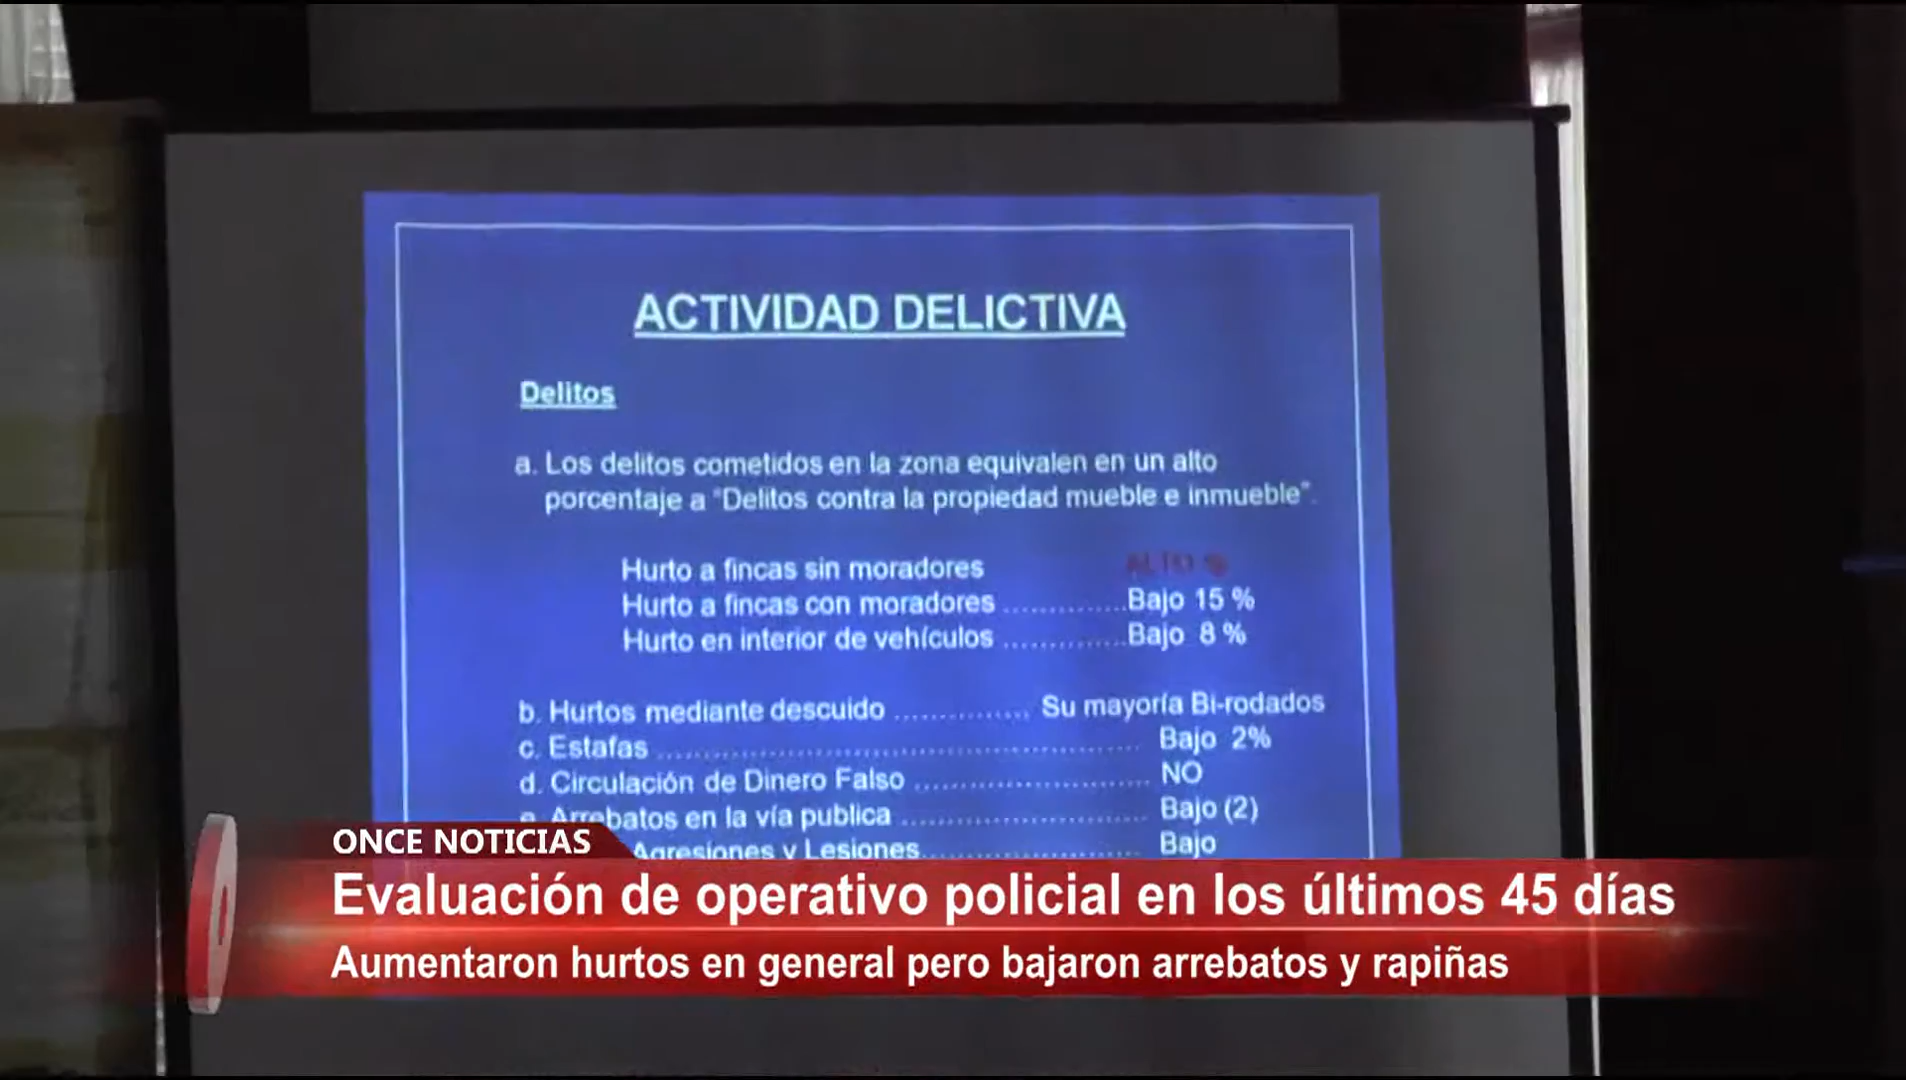 ACTIVIDAD DELICTIVA
Delitos
a. Los delitos cometidos en la zona equivalen en un alto
porcentaje a "Delitos contra la propiedad mueble e inmueble".
Hurto a fincas sin moradores ALTO %
Hurto a fincas con moradores .............Bajo 15 %
Hurto en interior de vehículos .............Bajo 8 %
b. Hurtos mediante descuido .............. Su mayoría Bi-rodados
c. Estafas ................................................. Bajo 2%
d. Circulación de Dinero Falso ........................ NO
e. Arrebatos en la vía publica ......................... Bajo (2)
Agresiones y Lesiones....................... Bajo
ONCE NOTICIAS
Evaluación de operativo policial en los últimos 45 días
Aumentaron hurtos en general pero bajaron arrebatos y rapiñas